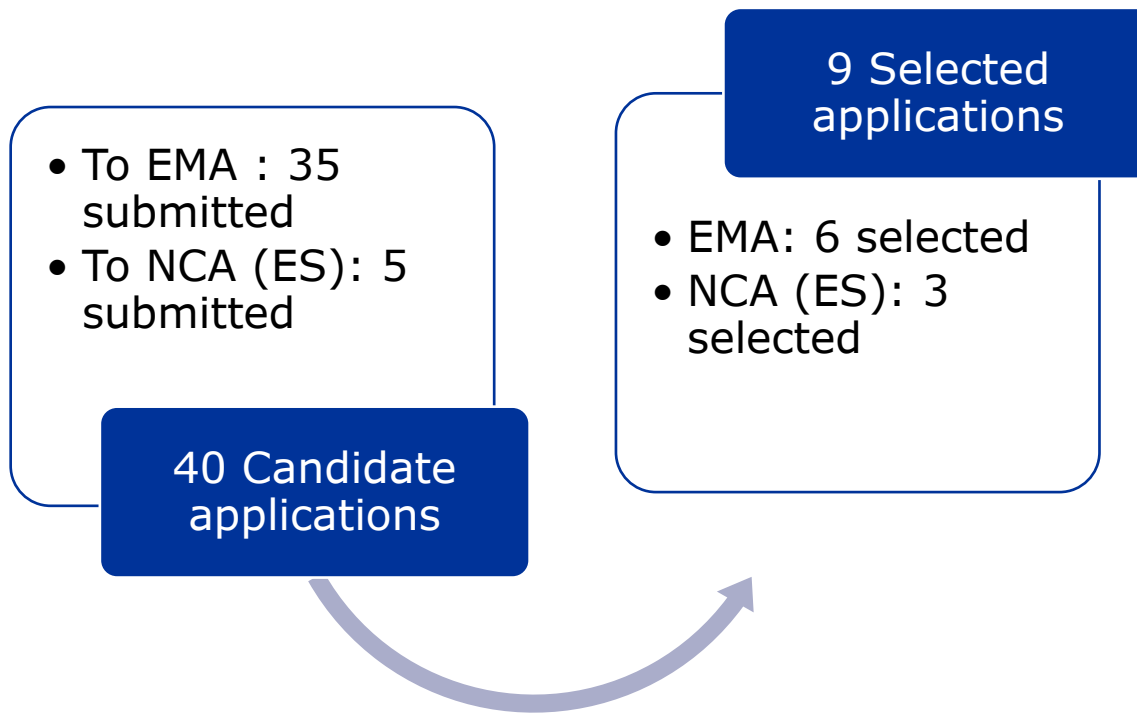 • To EMA : 35
submitted
• To NCA (ES): 5
submitted
40 Candidate
applications
9 Selected
applications
• EMA: 6 selected
• NCA (ES): 3
selected